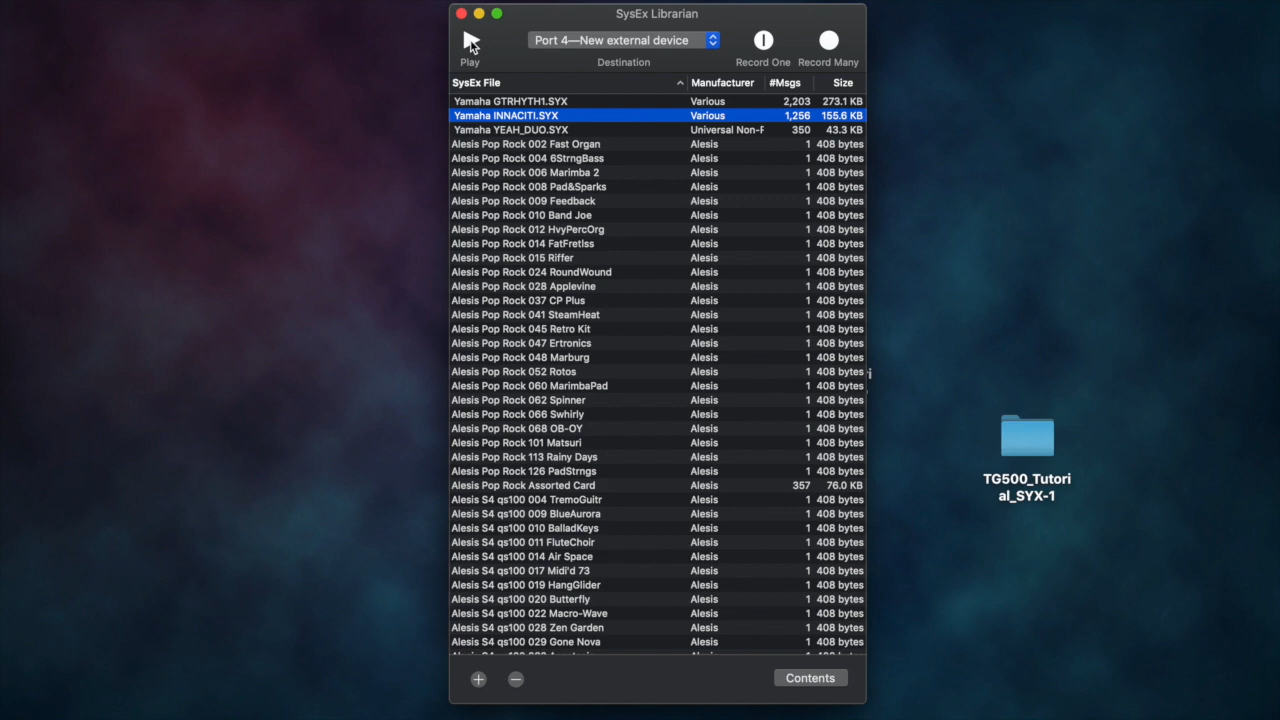 SysEx Librarian
Port 4—New external device
Play Destination Record One Record Many
SysEx File Manufacturer #Msgs Size
Yamaha GTRHYTH1.SYX Various 2,203 273.1 KB
Yamaha INNACITI.SYX Various 1,256 155.6 KB
Yamaha YEAH_DUO.SYX Universal Non-F 350 43.3 KB
Alesis Pop Rock 002 Fast Organ Alesis 1 408 bytes
Alesis Pop Rock 004 6StrngBass Alesis 1 408 bytes
Alesis Pop Rock 006 Marimba 2 Alesis 1 408 bytes
Alesis Pop Rock 008 Pad&Sparks Alesis 1 408 bytes
Alesis Pop Rock 009 Feedback Alesis 1 408 bytes
Alesis Pop Rock 010 Band Joe Alesis 1 408 bytes
Alesis Pop Rock 012 HvyPercOrg Alesis 1 408 bytes
Alesis Pop Rock 014 FatFretlss Alesis 1 408 bytes
Alesis Pop Rock 015 Riffer Alesis 1 408 bytes
Alesis Pop Rock 024 RoundWound Alesis 1 408 bytes
Alesis Pop Rock 028 Applevine Alesis 1 408 bytes
Alesis Pop Rock 037 CP Plus Alesis 1 408 bytes
Alesis Pop Rock 041 SteamHeat Alesis 1 408 bytes
Alesis Pop Rock 045 Retro Kit Alesis 1 408 bytes
Alesis Pop Rock 047 Ertronics Alesis 1 408 bytes
Alesis Pop Rock 048 Marburg Alesis 1 408 bytes
Alesis Pop Rock 052 Rotos Alesis 1 408 bytes
Alesis Pop Rock 060 MarimbaPad Alesis 1 408 bytes
Alesis Pop Rock 062 Spinner Alesis 1 408 bytes
Alesis Pop Rock 066 Swhirly Alesis 1 408 bytes
Alesis Pop Rock 068 OB-OY Alesis 1 408 bytes
Alesis Pop Rock 101 Matsuri Alesis 1 408 bytes
Alesis Pop Rock 113 Rainy Days Alesis 1 408 bytes
Alesis Pop Rock 126 PadStrngs Alesis 1 408 bytes
Alesis Pop Rock Assorted Card Alesis 357 76.0 KB
Alesis S4 qs100 004 TremoGuitr Alesis 1 408 bytes
Alesis S4 qs100 009 BlueAurora Alesis 1 408 bytes
Alesis S4 qs100 010 BalladKeys Alesis 1 408 bytes
Alesis S4 qs100 011 FluteChoir Alesis 1 408 bytes
Alesis S4 qs100 014 Air Space Alesis 1 408 bytes
Alesis S4 qs100 017 Midi'd 73 Alesis 1 408 bytes
Alesis S4 qs100 019 HangGlider Alesis 1 408 bytes
Alesis S4 qs100 020 Butterfly Alesis 1 408 bytes
Alesis S4 qs100 022 Macro-Wave Alesis 1 408 bytes
Alesis S4 qs100 028 Zen Garden Alesis 1 408 bytes
Alesis S4 qs100 029 Gone Nova Alesis 1 408 bytes
Contents
TG500_Tutori
al_SYX-1